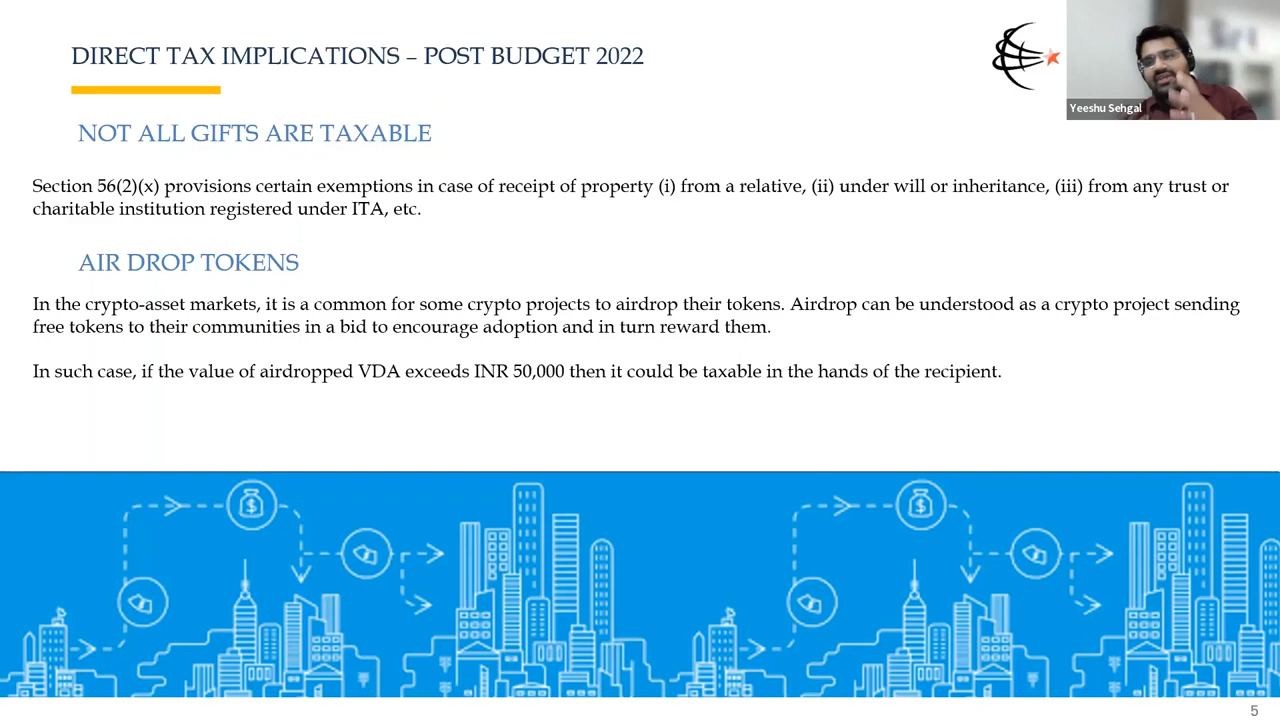 DIRECT TAX IMPLICATIONS – POST BUDGET 2022
Yeeshu Sehgal
NOT ALL GIFTS ARE TAXABLE
Section 56(2)(x) provisions certain exemptions in case of receipt of property (i) from a relative, (ii) under will or inheritance, (iii) from any trust or
charitable institution registered under ITA, etc.
AIR DROP TOKENS
In the crypto-asset markets, it is a common for some crypto projects to airdrop their tokens. Airdrop can be understood as a crypto project sending
free tokens to their communities in a bid to encourage adoption and in turn reward them.
In such case, if the value of airdropped VDA exceeds INR 50,000 then it could be taxable in the hands of the recipient.
$
$
5